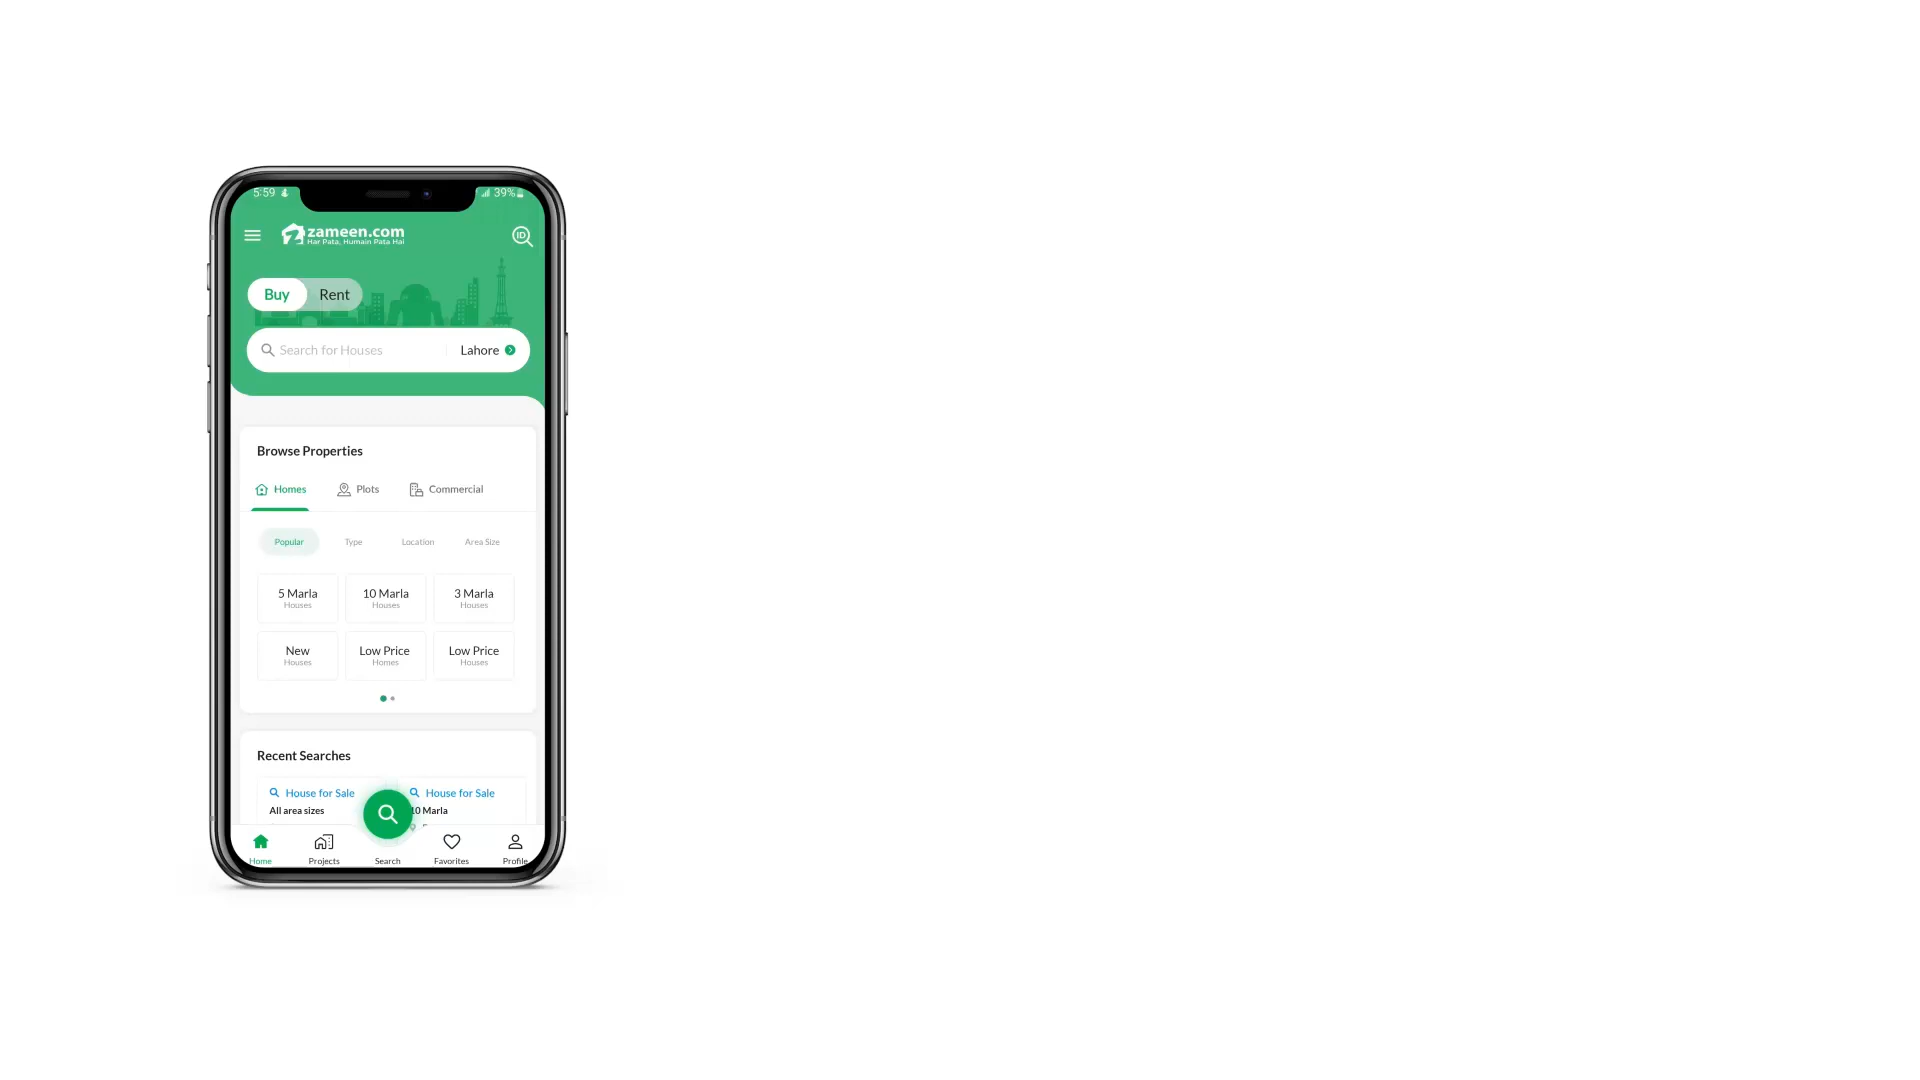 5:59
39%
zameen.com
Har Pata, Humain Pata Hai
ID
Buy Rent
Search for Houses Lahore
Browse Properties
Homes Plots Commercial
Popular Type Location Area Size
5 Marla 10 Marla 3 Marla
Houses Houses Houses
New Low Price Low Price
Houses Homes Houses
Recent Searches
House for Sale House for Sale
All area sizes 10 Marla
Home Projects Search Favorites Profile